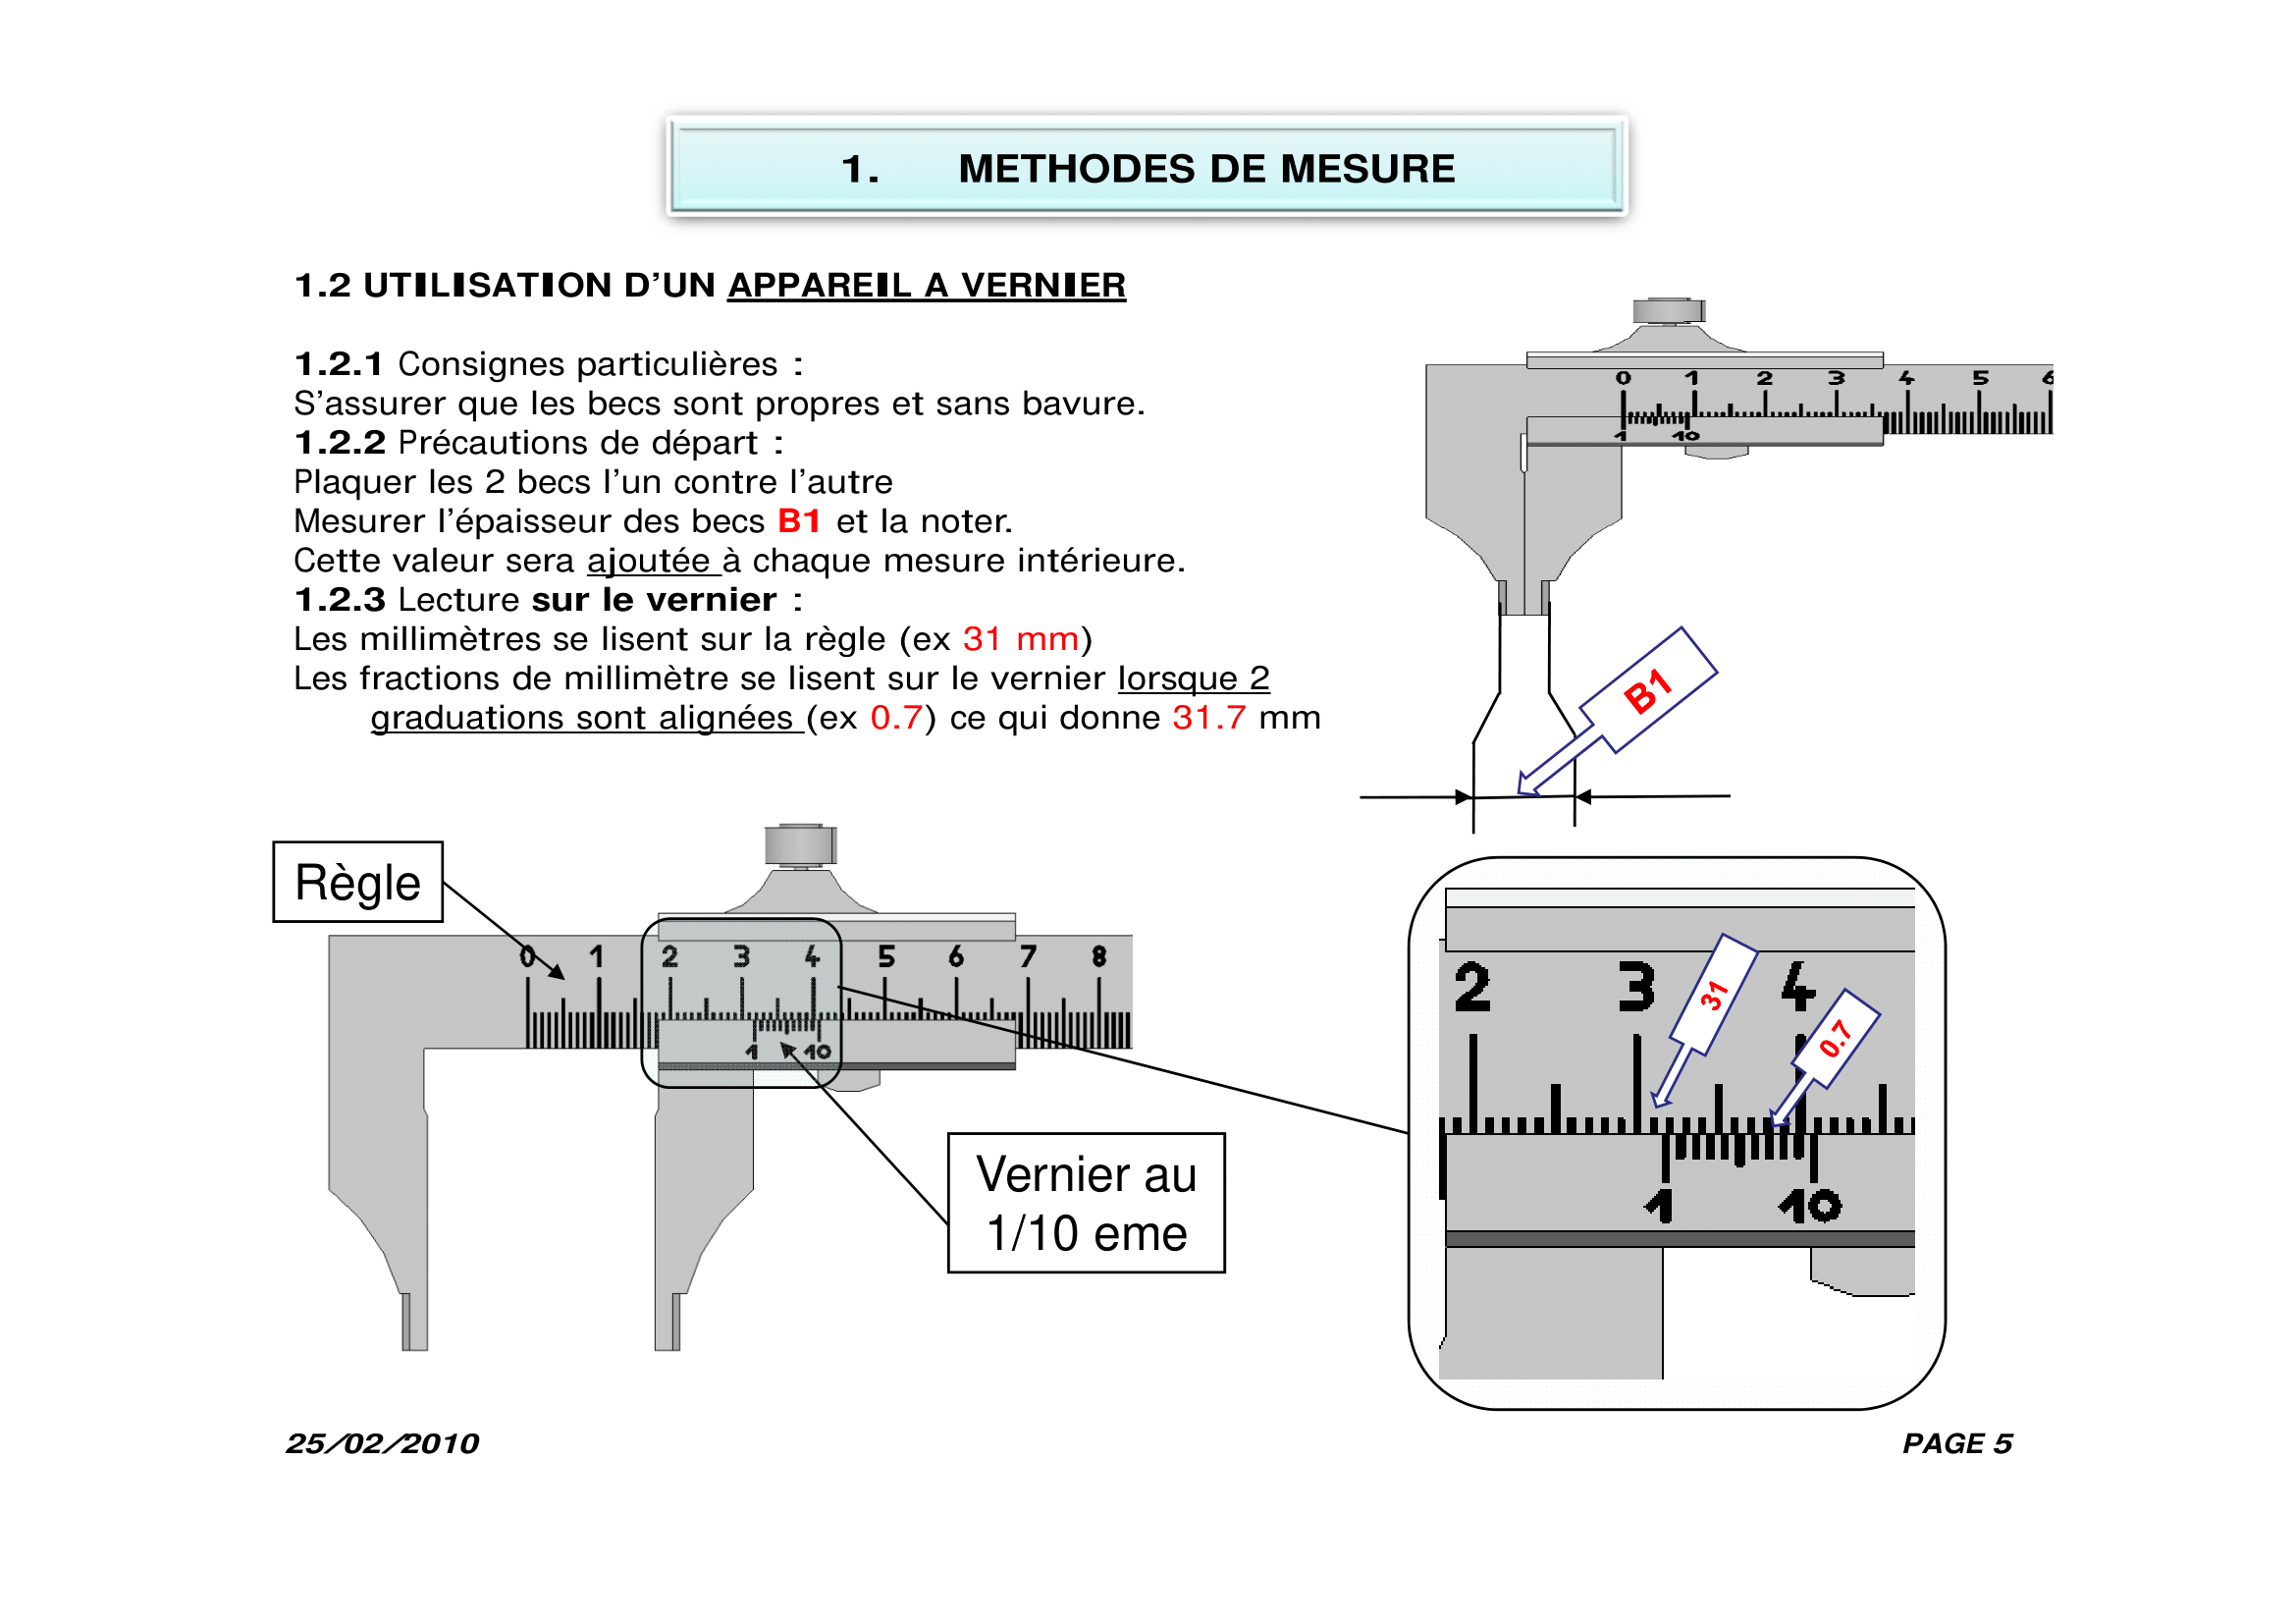 1. METHODES DE MESURE
1.2 UTILISATION D'UN APPAREIL A VERNIER
1.2.1 Consignes particulières :
S'assurer que les becs sont propres et sans bavure.
1.2.2 Précautions de départ :
Plaquer les 2 becs l'un contre l'autre
Mesurer l'épaisseur des becs B1 et la noter.
Cette valeur sera ajoutée à chaque mesure intérieure.
1.2.3 Lecture sur le vernier :
Les millimètres se lisent sur la règle (ex 31 mm)
Les fractions de millimètre se lisent sur le vernier lorsque 2
graduations sont alignées (ex 0.7) ce qui donne 31.7 mm
0 1 2 3 4 5 6
1 10
B1
Règle
0 1 2 3 4 5 6 7 8
1 10
Vernier au
1/10 eme
2 3 4
31
0.7
1 10
25/02/2010
PAGE 5